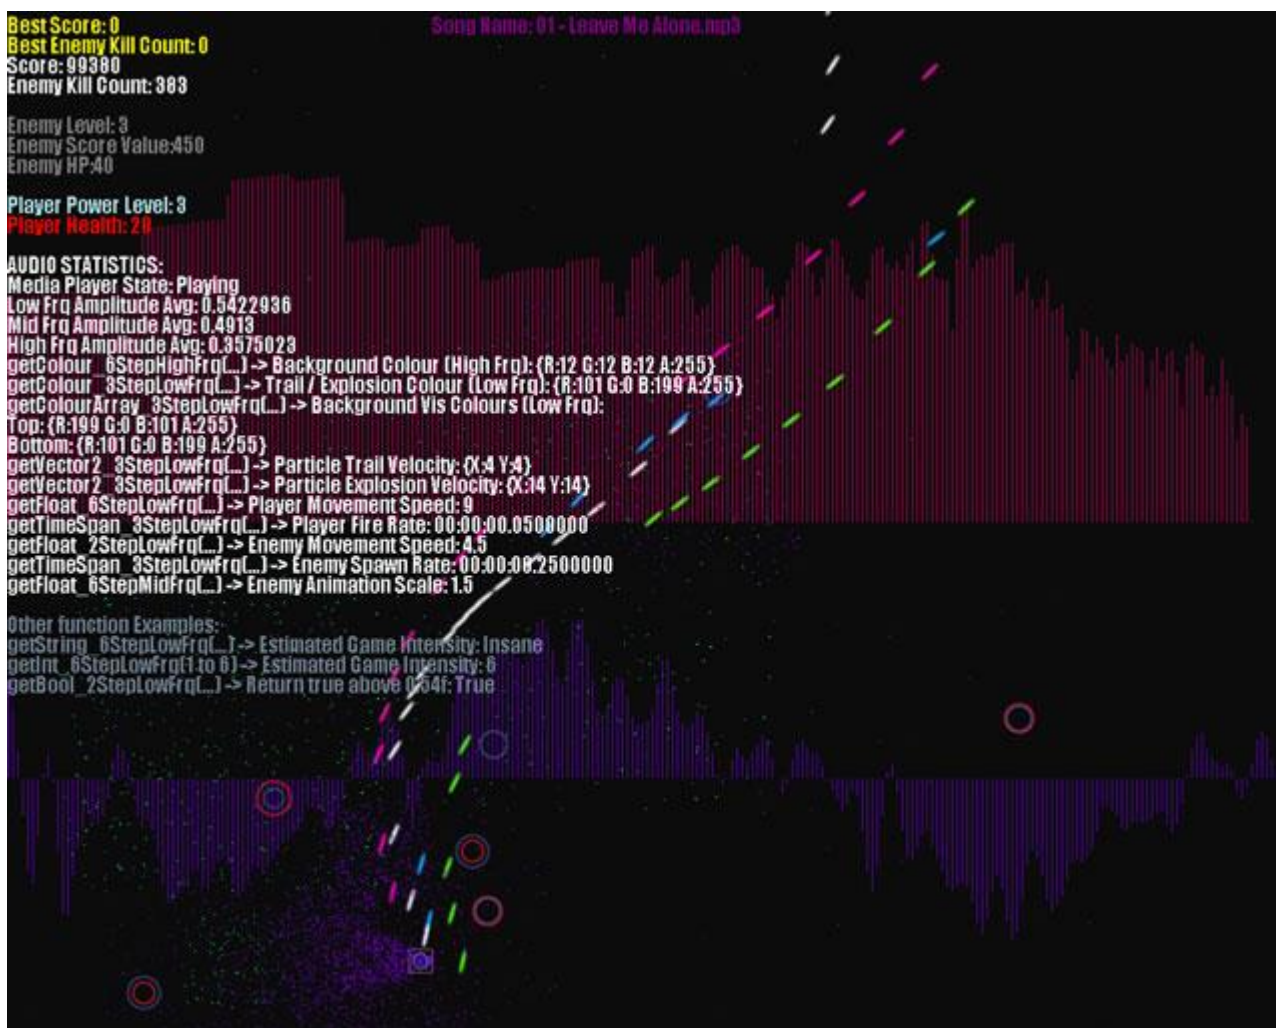 Best Score: 0
Song Name: 01 - Leave Me Alone.mp3
Best Enemy Kill Count: 0
Score: 99380
Enemy Kill Count: 383
Enemy Level: 3
Enemy Score Value:450
Enemy HP:40
Player Power Level: 3
Player Health: 20
AUDIO STATISTICS:
Media Player State: Playing
Low Frq Amplitude Avg: 0.5422936
Mid Frq Amplitude Avg: 0.4913
High Frq Amplitude Avg: 0.3575023
getColour_6StepHighFrq(...) -> Background Colour (High Frq): {R:12 G:12 B:12 A:255}
getColour_3StepLowFrq(...) -> Trail / Explosion Colour (Low Frq): {R:101 G:0 B:199 A:255}
getColourArray_3StepLowFrq(...) -> Background Vis Colours (Low Frq):
Top: {R:199 G:0 B:101 A:255}
Bottom: {R:101 G:0 B:199 A:255}
getVector2_3StepLowFrq(...) -> Particle Trail Velocity: {X:4 Y:4}
getVector2_3StepLowFrq(...) -> Particle Explosion Velocity: {X:14 Y:14}
getFloat_6StepLowFrq(...) -> Player Movement Speed: 9
getTimeSpan_3StepLowFrq(...) -> Player Fire Rate: 00:00:00.0500000
getFloat_2StepLowFrq(...) -> Enemy Movement Speed: 4.5
getTimeSpan_3StepLowFrq(...) -> Enemy Spawn Rate: 00:00:00.2500000
getFloat_6StepMidFrq(...) -> Enemy Animation Scale: 1.5
Other function Examples:
getString_6StepLowFrq(...) -> Estimated Game Intensity: Insane
getInt_6StepLowFrq(1 to 6) -> Estimated Game Intensity: 6
getBool_2StepLowFrq(...) -> Return true above 0.54f: True